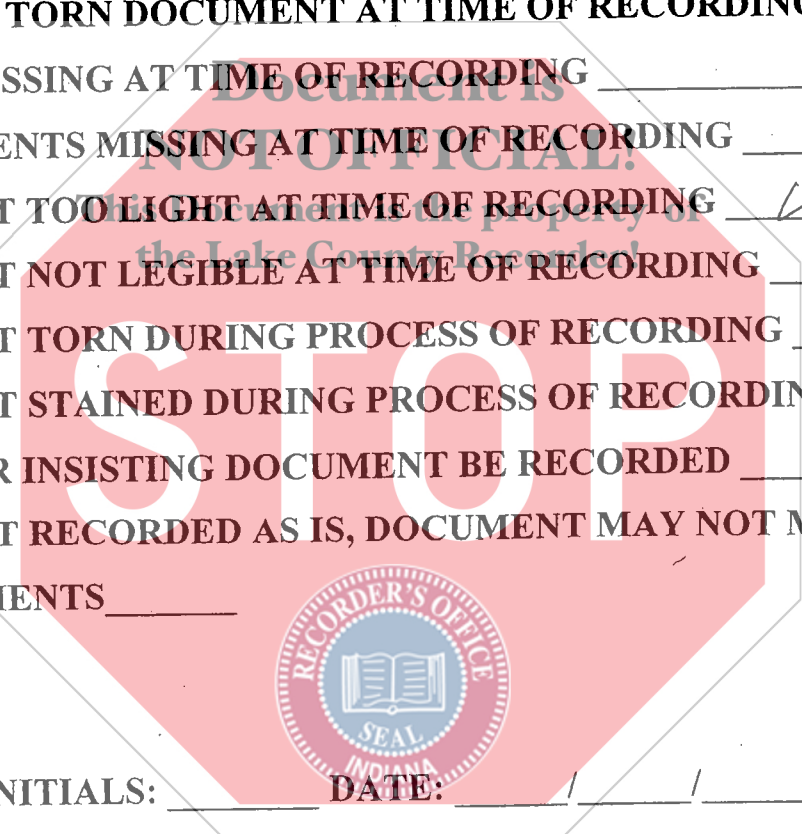 TORN DOCUMENT AT TIME OF RECORDING
SSING AT TIME OF RECORDING
Document is
ENTS MISSING AT TIME OF RECORDING
NOT OFFICIAL!
T TOO LIGHT AT TIME OF RECORDING
This Document is the property of
T NOT LEGIBLE AT TIME OF RECORDING
the Lake County Recorder!
T TORN DURING PROCESS OF RECORDING
T STAINED DURING PROCESS OF RECORDIN
R INSISTING DOCUMENT BE RECORDED
STOP
T RECORDED AS IS, DOCUMENT MAY NOT M
IENTS
RECORDER'S OFFICE
SEAL
INDIANA
NITIALS: DATE: / /